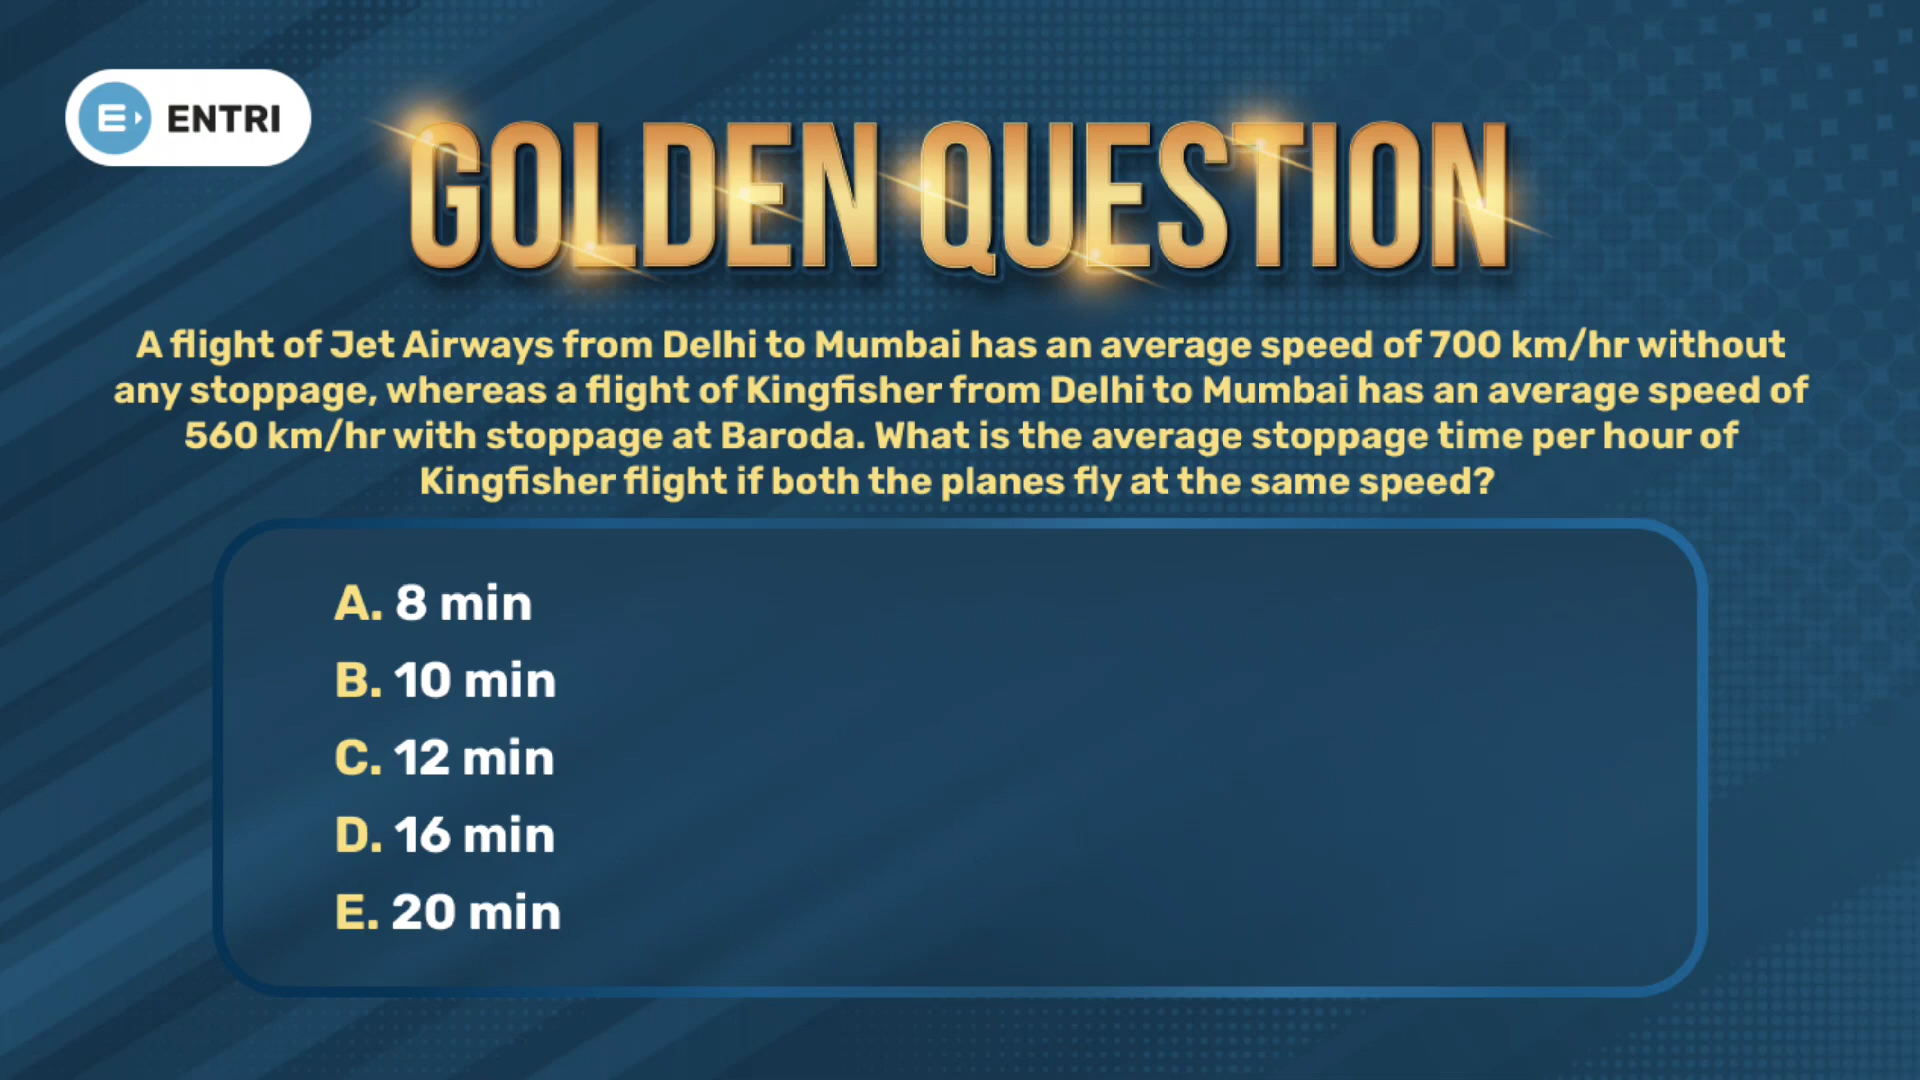 ENTRI
GOLDEN QUESTION
A flight of Jet Airways from Delhi to Mumbai has an average speed of 700 km/hr without
any stoppage, whereas a flight of Kingfisher from Delhi to Mumbai has an average speed of
560 km/hr with stoppage at Baroda. What is the average stoppage time per hour of
Kingfisher flight if both the planes fly at the same speed?
A. 8 min
B. 10 min
C. 12 min
D. 16 min
E. 20 min